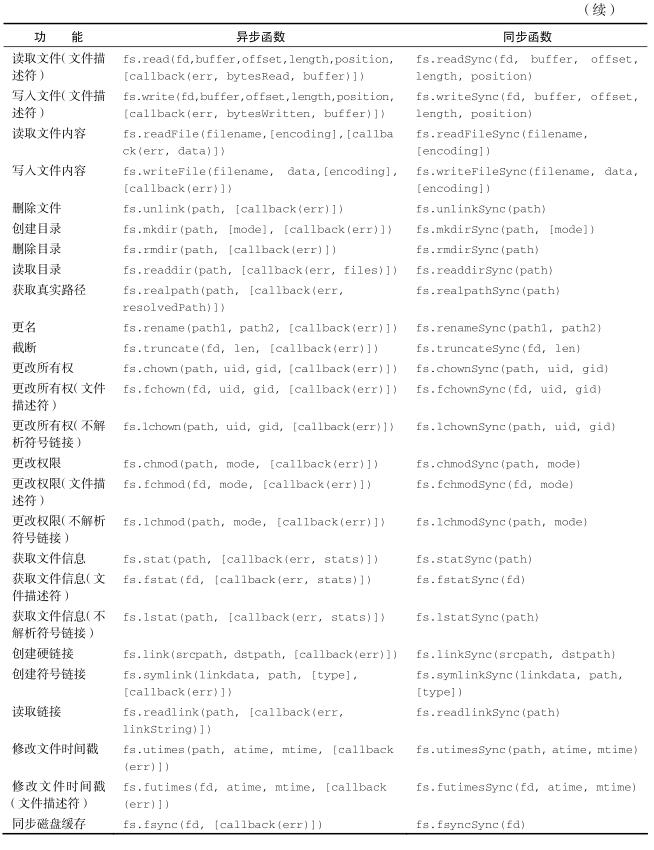 （续）
功 能 异步函数 同步函数
读取文件(文件描 fs.read(fd,buffer,offset,length,position, fs.readSync(fd, buffer, offset,
述符) [callback(err, bytesRead, buffer)]) length, position)
写入文件(文件描 fs.write(fd,buffer,offset,length,position, fs.writeSync(fd, buffer, offset,
述符) [callback(err, bytesWritten, buffer)]) length, position)
读取文件内容 fs.readFile(filename,[encoding],[callba fs.readFileSync(filename,
ck(err, data)]) [encoding])
写入文件内容 fs.writeFile(filename, data,[encoding], fs.writeFileSync(filename, data,
[callback(err)]) [encoding])
删除文件 fs.unlink(path, [callback(err)]) fs.unlinkSync(path)
创建目录 fs.mkdir(path, [mode], [callback(err)]) fs.mkdirSync(path, [mode])
删除目录 fs.rmdir(path, [callback(err)]) fs.rmdirSync(path)
读取目录 fs.readdir(path, [callback(err, files)]) fs.readdirSync(path)
获取真实路径 fs.realpath(path, [callback(err, fs.realpathSync(path)
resolvedPath)])
更名 fs.rename(path1, path2, [callback(err)]) fs.renameSync(path1, path2)
截断 fs.truncate(fd, len, [callback(err)]) fs.truncateSync(fd, len)
更改所有权 fs.chown(path, uid, gid, [callback(err)]) fs.chownSync(path, uid, gid)
更改所有权(文件 fs.fchown(fd, uid, gid, [callback(err)]) fs.fchownSync(fd, uid, gid)
描述符)
更改所有权(不解 fs.lchown(path, uid, gid, [callback(err)]) fs.lchownSync(path, uid, gid)
析符号链接)
更改权限 fs.chmod(path, mode, [callback(err)]) fs.chmodSync(path, mode)
更改权限(文件描 fs.fchmod(fd, mode, [callback(err)]) fs.fchmodSync(fd, mode)
述符)
更改权限(不解析 fs.lchmod(path, mode, [callback(err)]) fs.lchmodSync(path, mode)
符号链接)
获取文件信息 fs.stat(path, [callback(err, stats)]) fs.statSync(path)
获取文件信息(文 fs.fstat(fd, [callback(err, stats)]) fs.fstatSync(fd)
件描述符)
获取文件信息(不 fs.lstat(path, [callback(err, stats)]) fs.lstatSync(path)
解析符号链接)
创建硬链接 fs.link(srcpath, dstpath, [callback(err)]) fs.linkSync(srcpath, dstpath)
创建符号链接 fs.symlink(linkdata, path, [type], fs.symlinkSync(linkdata, path,
[callback(err)]) [type])
读取链接 fs.readlink(path, [callback(err, fs.readlinkSync(path)
linkString)])
修改文件时间戳 fs.utimes(path, atime, mtime, [callback fs.utimesSync(path, atime, mtime)
(err)])
修改文件时间戳 fs.futimes(fd, atime, mtime, [callback fs.futimesSync(fd, atime, mtime)
(文件描述符) (err)])
同步磁盘缓存 fs.fsync(fd, [callback(err)]) fs.fsyncSync(fd)